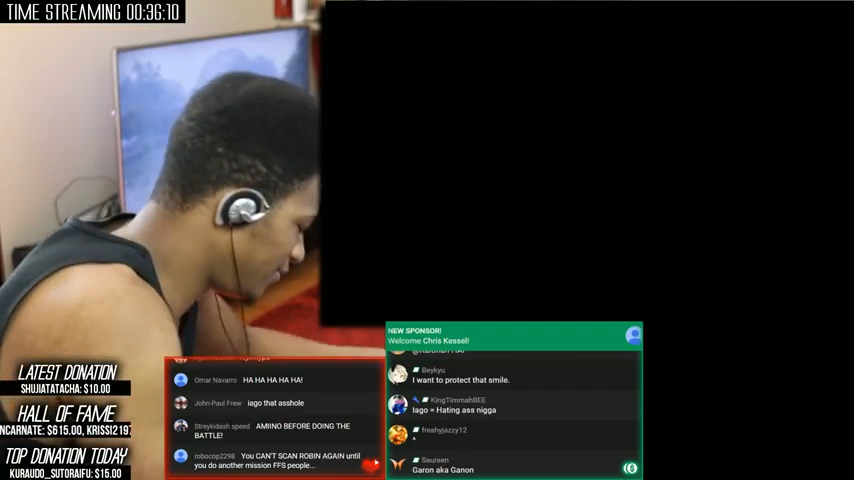 TIME STREAMING 00:36:10
LATEST DONATION
SHUJIATATACHA: $10.00
HALL OF FAME
NCARNATE: $615.00, KRISSI219
TOP DONATION TODAY
KURAUDO_SUTORAIFU: $15.00
Omar Navarro HA HA HA HA HA!
John-Paul Frew iago that asshole
Streykidash speed AMIINO BEFORE DOING THE
BATTLE!
robocop2298 You CAN'T SCAN ROBIN AGAIN until
you do another mission FFS people...
NEW SPONSOR!
Welcome Chris Kessel!
Beykyu
I want to protect that smile.
KingTimmahBEE
Iago = Hating ass nigga
freshyjazzy12
^
Sauraen
Garon aka Ganon